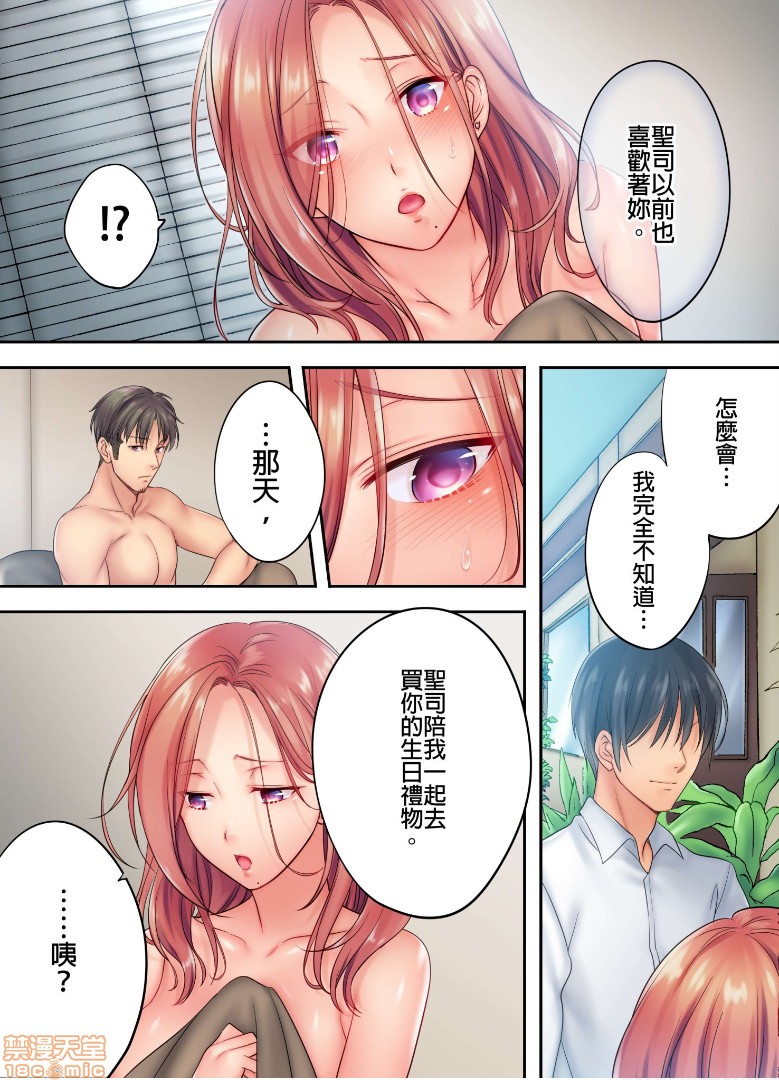 聖司以前也
喜歡著妳。
!?
怎麼會…
我完全不知道…
…那天，
聖司陪我一起去
買你的生日禮物。
……咦？
禁漫天堂
18comic